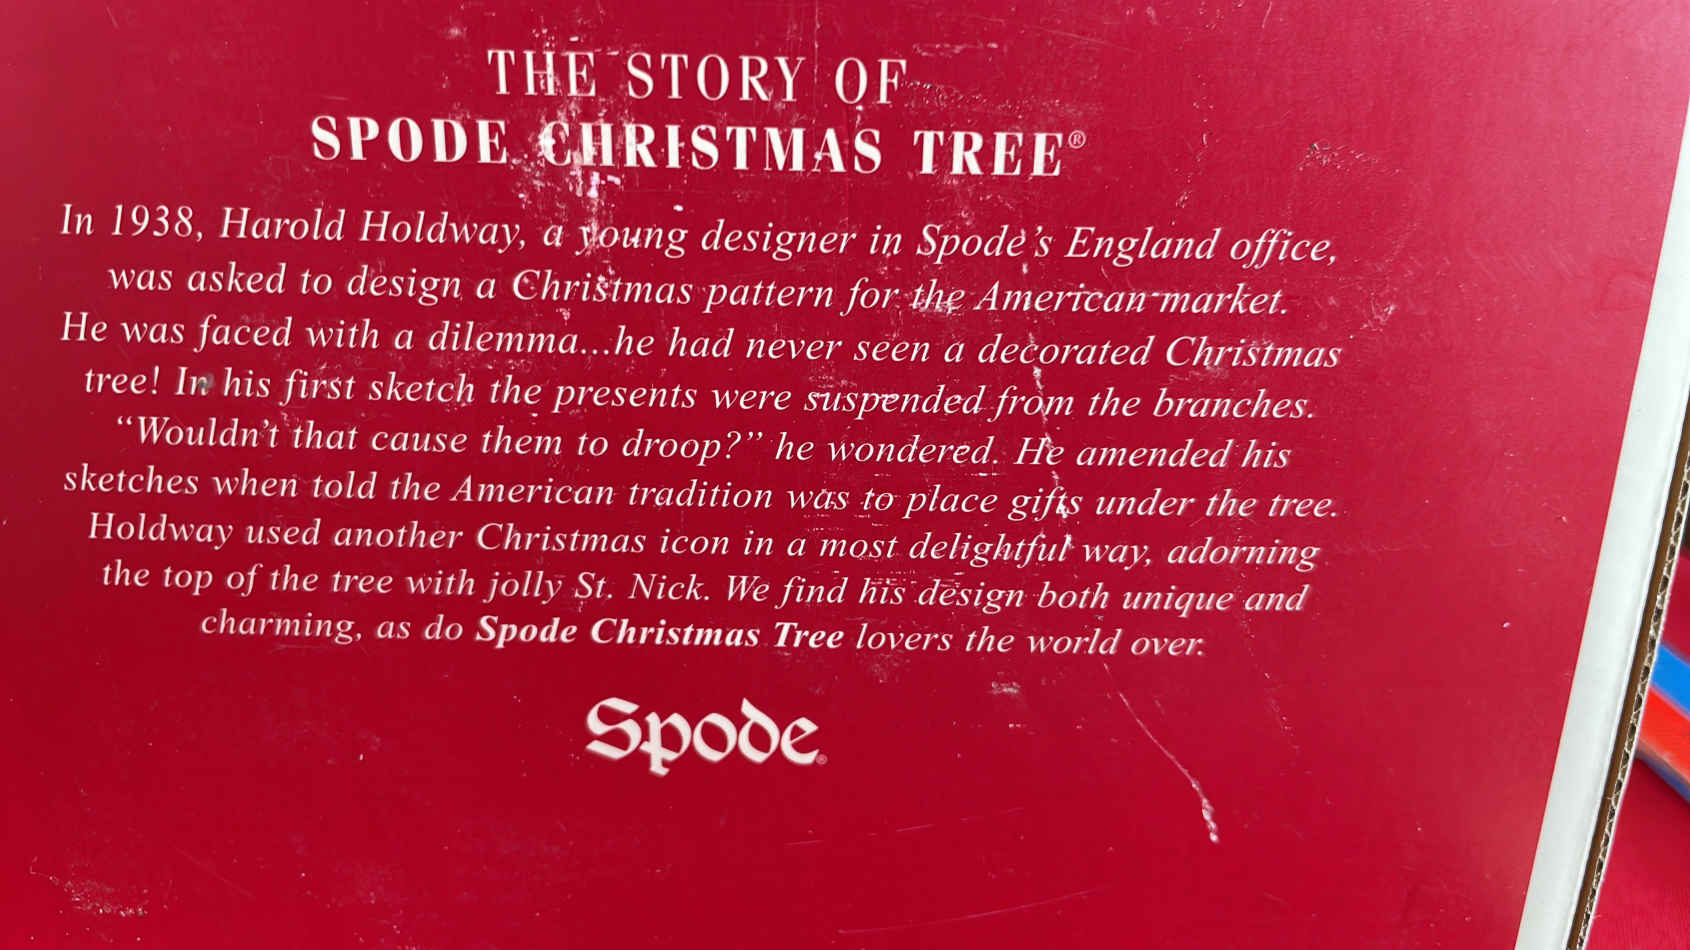 THE STORY OF
SPODE CHRISTMAS TREE®
In 1938, Harold Holdway, a young designer in Spode's England office,
was asked to design a Christmas pattern for the American market.
He was faced with a dilemma...he had never seen a decorated Christmas
tree! In his first sketch the presents were suspended from the branches.
“Wouldn't that cause them to droop?” he wondered. He amended his
sketches when told the American tradition was to place gifts under the tree.
Holdway used another Christmas icon in a most delightful way, adorning
the top of the tree with jolly St. Nick. We find his design both unique and
charming, as do Spode Christmas Tree lovers the world over.
Spode®